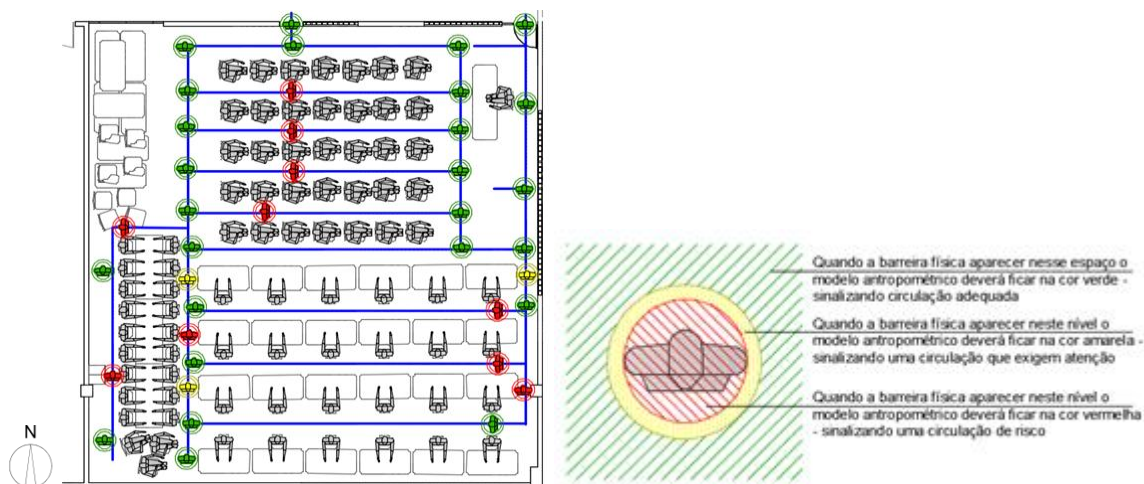 N
Quando a barreira física aparecer nesse espaço o
modelo antropométrico deverá ficar na cor verde -
sinalizando circulação adequada
Quando a barreira física aparecer neste nível o
modelo antropométrico deverá ficar na cor amarela -
sinalizando uma circulação que exigem atenção
Quando a barreira física aparecer neste nível o
modelo antropométrico deverá ficar na cor vermelha
- sinalizando uma circulação de risco